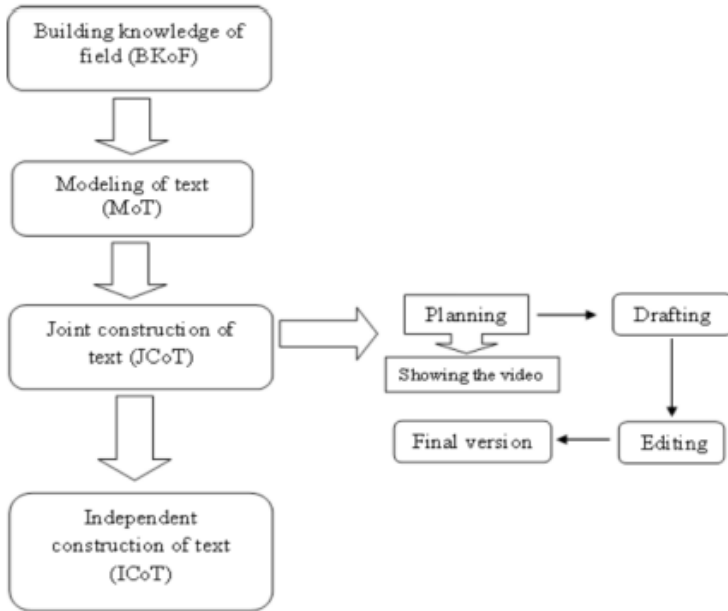 Building knowledge of
field (BKoF)
Modeling of text
(MoT)
Joint construction of
text (JCoT)
Planning
Drafting
Showing the video
Final version
Editing
Independent
construction of text
(ICoT)